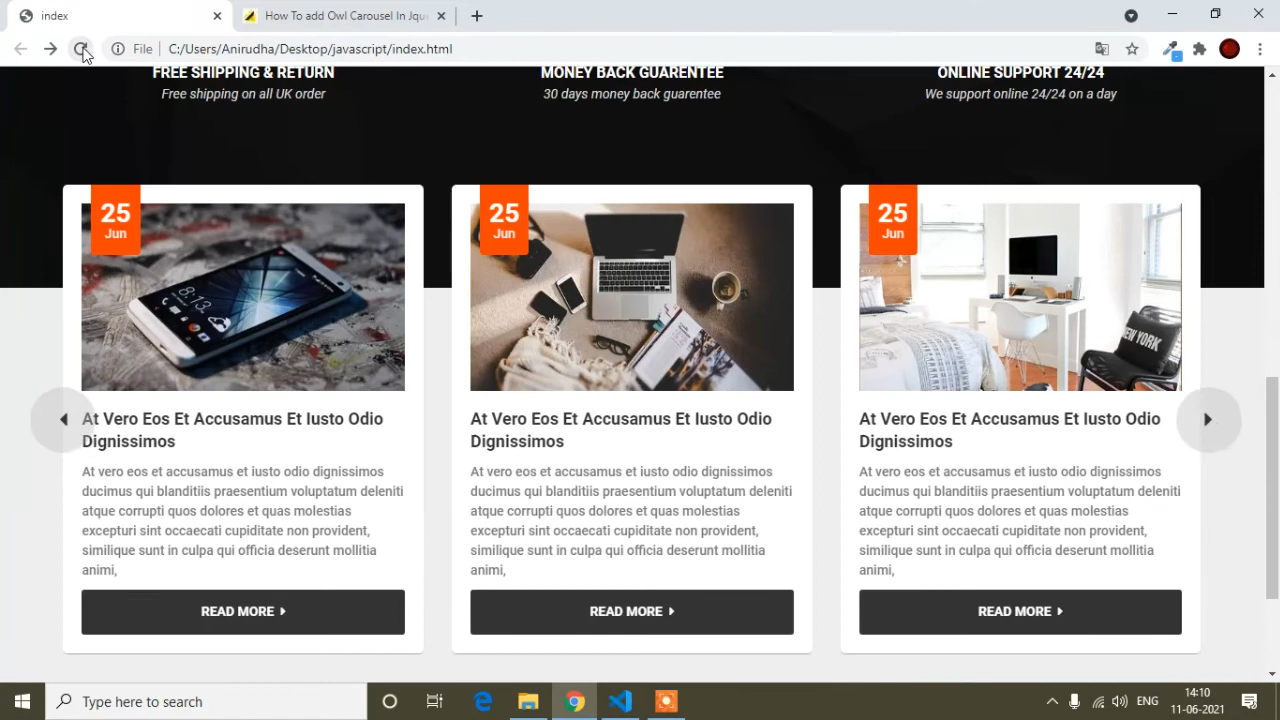 index
How To add Owl Carousel In Jqu
File
C:/Users/Anirudha/Desktop/javascript/index.html
FREE SHIPPING & RETURN
MONEY BACK GUARENTEE
ONLINE SUPPORT 24/24
Free shipping on all UK order
30 days money back guarentee
We support online 24/24 on a day
25
Jun
25
Jun
25
Jun
8:13
NEW YORK
At Vero Eos Et Accusamus Et Iusto Odio
Dignissimos
At vero eos et accusamus et iusto odio dignissimos
ducimus qui blanditiis praesentium voluptatum deleniti
atque corrupti quos dolores et quas molestias
excepturi sint occaecati cupiditate non provident,
similique sunt in culpa qui officia deserunt mollitia
animi,
READ MORE
At Vero Eos Et Accusamus Et Iusto Odio
Dignissimos
At vero eos et accusamus et iusto odio dignissimos
ducimus qui blanditiis praesentium voluptatum deleniti
atque corrupti quos dolores et quas molestias
excepturi sint occaecati cupiditate non provident,
similique sunt in culpa qui officia deserunt mollitia
animi,
READ MORE
At Vero Eos Et Accusamus Et Iusto Odio
Dignissimos
At vero eos et accusamus et iusto odio dignissimos
ducimus qui blanditiis praesentium voluptatum deleniti
atque corrupti quos dolores et quas molestias
excepturi sint occaecati cupiditate non provident,
similique sunt in culpa qui officia deserunt mollitia
animi,
READ MORE
Type here to search
ENG
14:10
11-06-2021